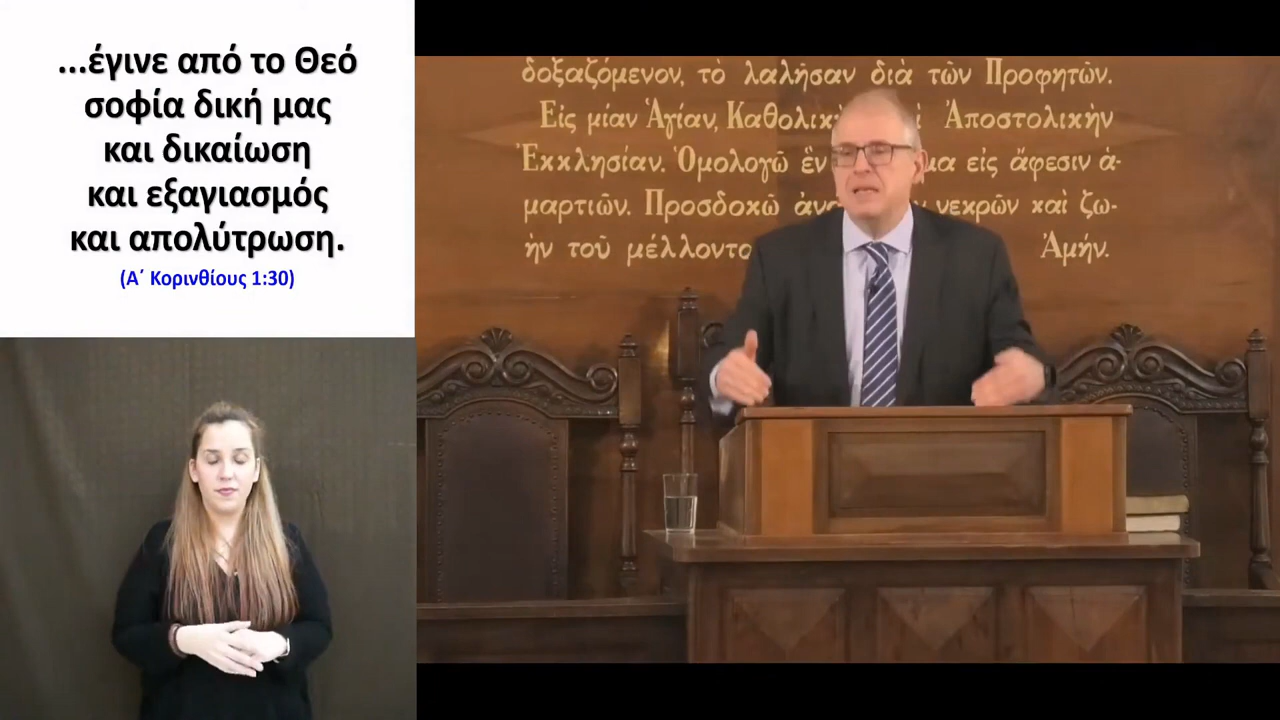 ...έγινε από το Θεό
σοφία δική μας
και δικαίωση
και εξαγιασμός
και απολύτρωση.
(Α΄ Κορινθίους 1:30)
δοξαζόμενον, τὸ λαλῆσαν διὰ τῶν Προφητῶν.
Εἰς μίαν Ἁγίαν, Ἀποστολικὴν
Ἐκκλησίαν. Ὁμολογῶ ἓν εἰς ἄφεσιν ἁ-
μαρτιῶν. Προσδοκῶ νεκρῶν καὶ ζω-
ὴν τοῦ Ἀμήν.